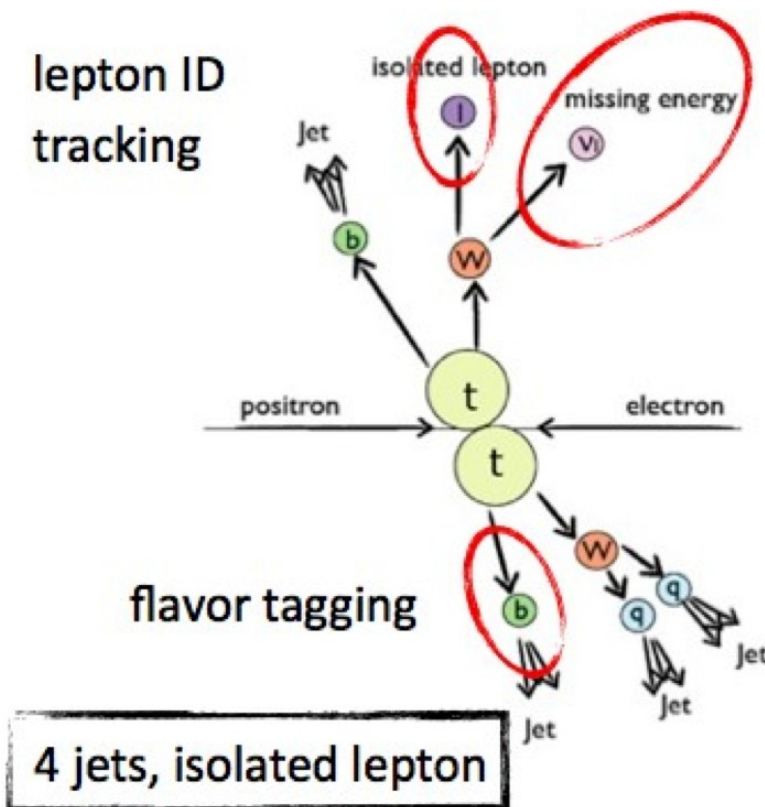 lepton ID
tracking
isolated lepton
l
missing energy
νl
Jet
b
W
t
positron
electron
t
W
q
q
b
flavor tagging
Jet
Jet
Jet
4 jets, isolated lepton